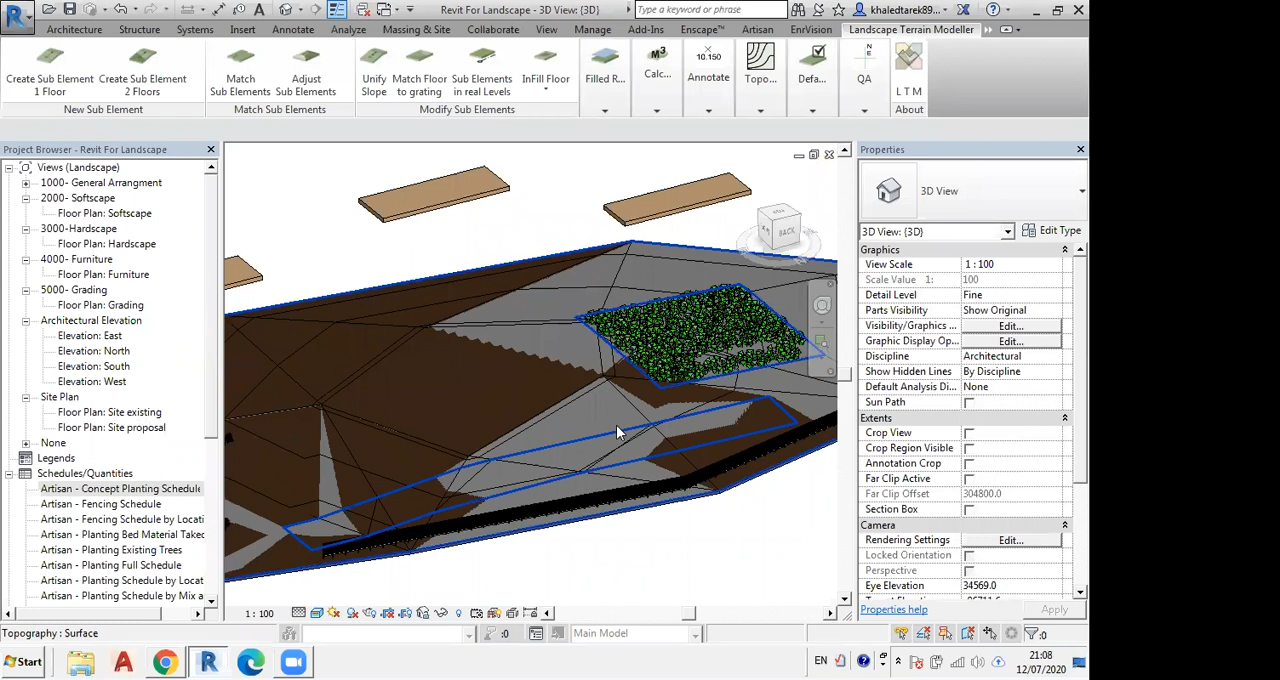 Revit For Landscape - 3D View: {3D}
Type a keyword or phrase
khaledtarek89...
Architecture Structure Systems Insert Annotate Analyze Massing & Site Collaborate View Manage Add-Ins Enscape™ Artisan EnrVision Landscape Terrain Modeller
Create Sub Element 1 Floor
Create Sub Element 2 Floors
Match Sub Elements
Adjust Sub Elements
Unify Slope
Match Floor to grating
Sub Elements in real Levels
InFill Floor
Filled R...
M³
Calc...
10.150
Annotate
Topo...
Defa...
N
E
QA
L T M
New Sub Element
Match Sub Elements
Modify Sub Elements
About
Project Browser - Revit For Landscape
Views (Landscape)
1000- General Arrangment
2000- Softscape
Floor Plan: Softscape
3000-Hardscape
Floor Plan: Hardscape
4000- Furniture
Floor Plan: Furniture
5000- Grading
Floor Plan: Grading
Architectural Elevation
Elevation: East
Elevation: North
Elevation: South
Elevation: West
Site Plan
Floor Plan: Site existing
Floor Plan: Site proposal
None
Legends
Schedules/Quantities
Artisan - Concept Planting Schedule
Artisan - Fencing Schedule
Artisan - Fencing Schedule by Locati
Artisan - Planting Bed Material Takec
Artisan - Planting Existing Trees
Artisan - Planting Full Schedule
Artisan - Planting Schedule by Locat
Artisan - Planting Schedule by Mix a
BACK
Properties
3D View
3D View: {3D}
Edit Type
Graphics
View Scale 1 : 100
Scale Value 1: 100
Detail Level Fine
Parts Visibility Show Original
Visibility/Graphics ... Edit...
Graphic Display Op... Edit...
Discipline Architectural
Show Hidden Lines By Discipline
Default Analysis Di... None
Sun Path
Extents
Crop View
Crop Region Visible
Annotation Crop
Far Clip Active
Far Clip Offset 304800.0
Section Box
Camera
Rendering Settings Edit...
Locked Orientation
Perspective
Eye Elevation 34569.0
Properties help
Apply
1 : 100
Topography : Surface
:0
Main Model
:0
Start
EN
21:08
12/07/2020